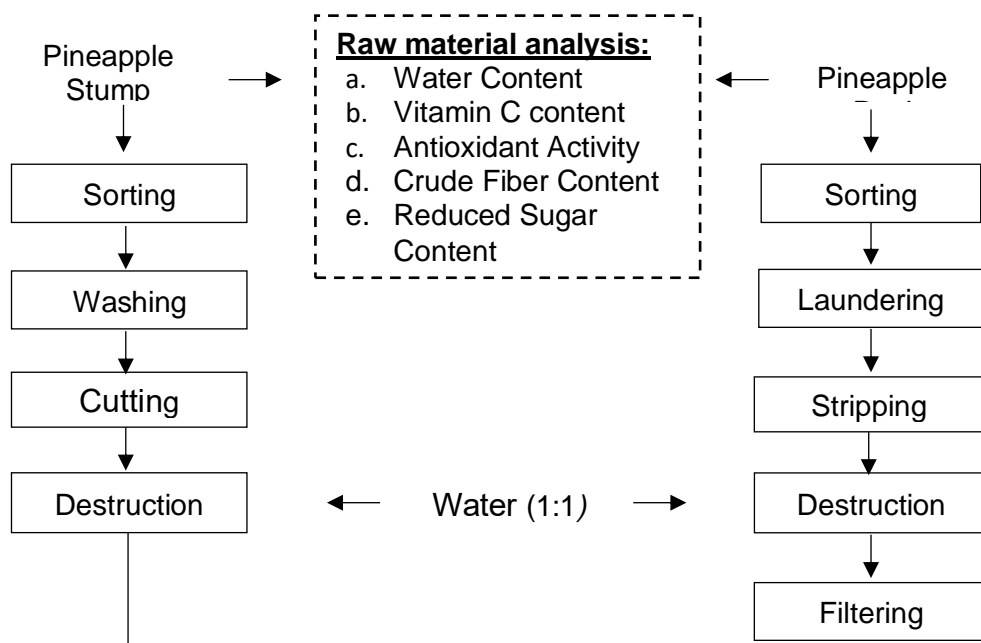 Pineapple
Stump
Raw material analysis:
a. Water Content
b. Vitamin C content
c. Antioxidant Activity
d. Crude Fiber Content
e. Reduced Sugar
Content
Pineapple
Sorting
Washing
Cutting
Destruction
Water (1:1)
Sorting
Laundering
Stripping
Destruction
Filtering